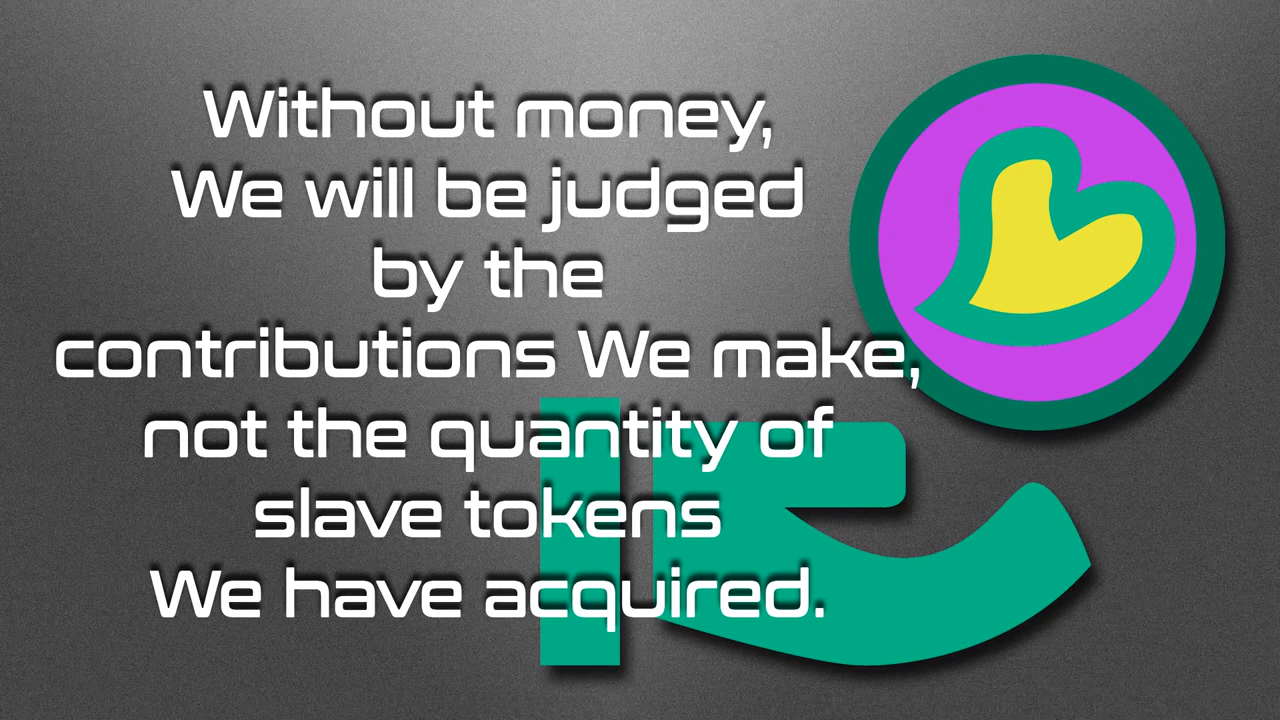 Without money,
We will be judged
by the
contributions We make,
not the quantity of
slave tokens
We have acquired.